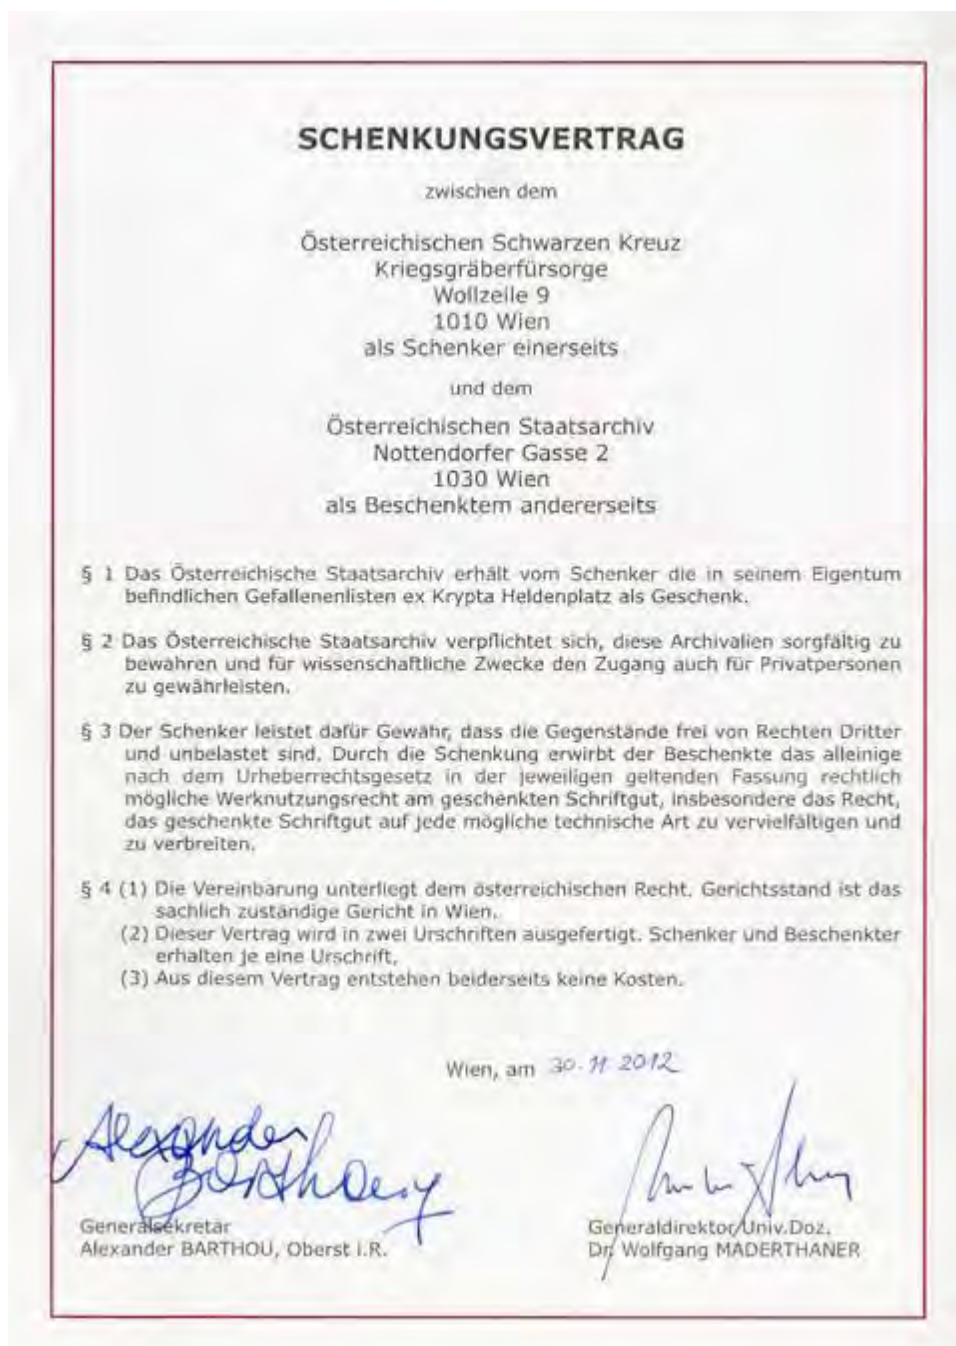 SCHENKUNGSVERTRAG
zwischen dem
Österreichischen Schwarzen Kreuz
Kriegsgräberfürsorge
Wollzeile 9
1010 Wien
als Schenker einerseits
und dem
Österreichischen Staatsarchiv
Nottendorfer Gasse 2
1030 Wien
als Beschenktem andererseits
§ 1 Das Österreichische Staatsarchiv erhält vom Schenker die in seinem Eigentum
befindlichen Gefallenenlisten ex Krypta Heldenplatz als Geschenk.
§ 2 Das Österreichische Staatsarchiv verpflichtet sich, diese Archivalien sorgfältig zu
bewahren und für wissenschaftliche Zwecke den Zugang auch für Privatpersonen
zu gewährleisten.
§ 3 Der Schenker leistet dafür Gewähr, dass die Gegenstände frei von Rechten Dritter
und unbelastet sind. Durch die Schenkung erwirbt der Beschenkte das alleinige
nach dem Urheberrechtsgesetz in der jeweiligen geltenden Fassung rechtlich
mögliche Werknutzungsrecht am geschenkten Schriftgut, insbesondere das Recht,
das geschenkte Schriftgut auf jede mögliche technische Art zu vervielfältigen und
zu verbreiten.
§ 4 (1) Die Vereinbarung unterliegt dem österreichischen Recht. Gerichtsstand ist das
sachlich zuständige Gericht in Wien.
(2) Dieser Vertrag wird in zwei Urschriften ausgefertigt. Schenker und Beschenkter
erhalten je eine Urschrift.
(3) Aus diesem Vertrag entstehen beiderseits keine Kosten.
Wien, am 30.11.2012
Alexander
Barthou
Generalsekretär
Alexander BARTHOU, Oberst i.R.
Generaldirektor Univ.Doz.
Dr. Wolfgang MADERTHANER